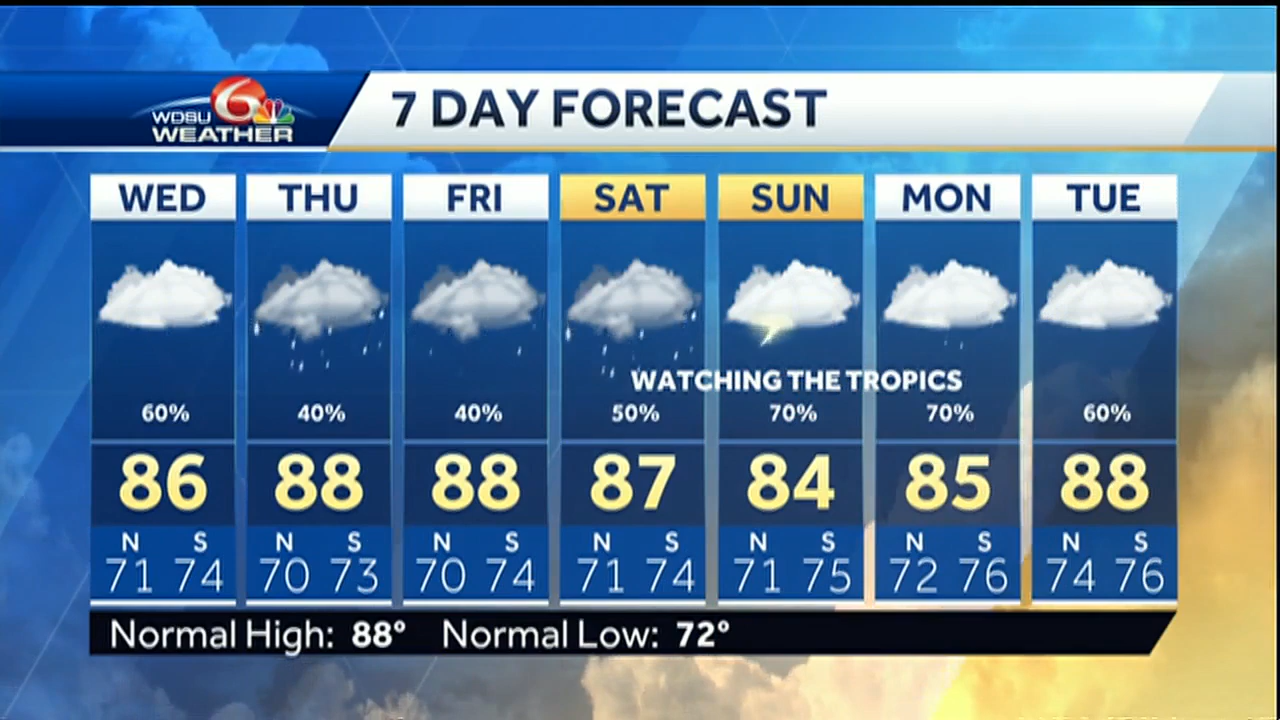 WDSU 6
WEATHER
7 DAY FORECAST
WED THU FRI SAT SUN MON TUE
WATCHING THE TROPICS
60% 40% 40% 50% 70% 70% 60%
86 88 88 87 84 85 88
N S N S N S N S N S N S N S
71 74 70 73 70 74 71 74 71 75 72 76 74 76
Normal High: 88° Normal Low: 72°